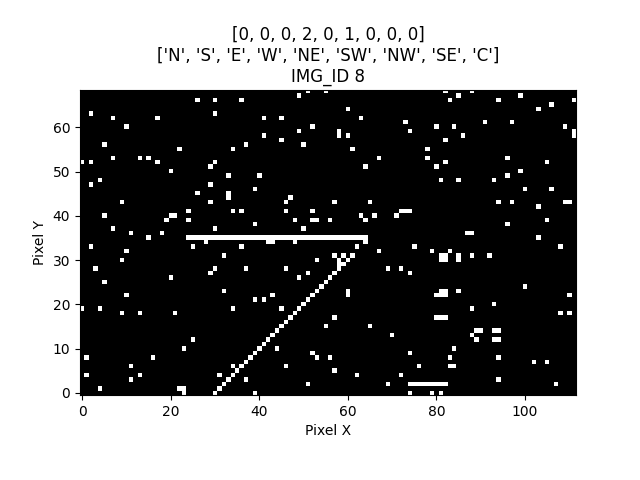 [0, 0, 0, 2, 0, 1, 0, 0, 0]
['N', 'S', 'E', 'W', 'NE', 'SW', 'NW', 'SE', 'C']
IMG_ID 8
Pixel Y
60
50
40
30
20
10
0
0 20 40 60 80 100
Pixel X